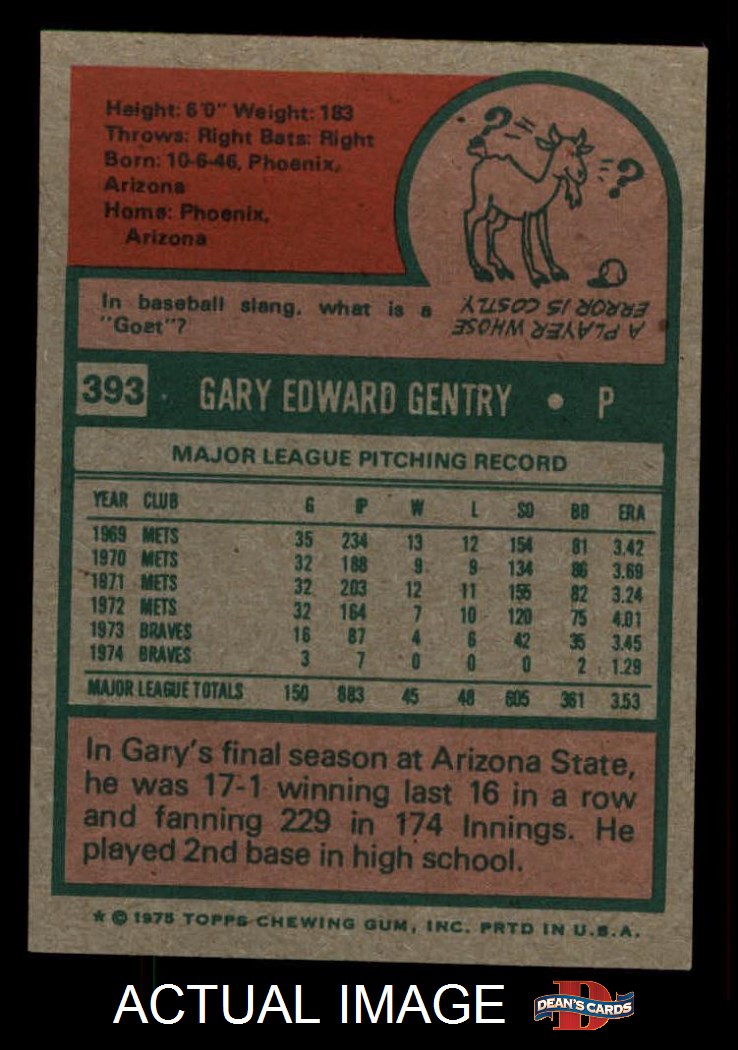 Height: 6'0" Weight: 183
Throws: Right Bats: Right
Born: 10-6-46, Phoenix,
Arizona
Home: Phoenix,
Arizona
? ?
In baseball slang, what is a
"Goat"?
A PLAYER WHOSE
ERROR IS COSTLY
393 GARY EDWARD GENTRY • P
MAJOR LEAGUE PITCHING RECORD
YEAR CLUB G IP W L SO BB ERA
1969 METS 35 234 13 12 154 81 3.42
1970 METS 32 188 9 9 134 86 3.69
1971 METS 32 203 12 11 155 82 3.24
1972 METS 32 164 7 10 120 75 4.01
1973 BRAVES 16 87 4 6 42 35 3.45
1974 BRAVES 3 7 0 0 0 2 1.29
MAJOR LEAGUE TOTALS 150 883 45 48 605 361 3.53
In Gary's final season at Arizona State,
he was 17-1 winning last 16 in a row
and fanning 229 in 174 Innings. He
played 2nd base in high school.
* © 1975 TOPPS CHEWING GUM, INC. PRTD IN U.S.A.
ACTUAL IMAGE
D
DEAN'S CARDS